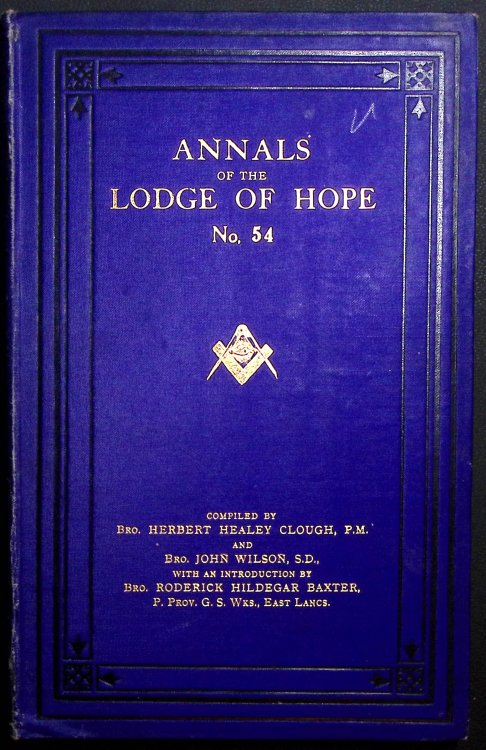 ANNALS
OF THE
LODGE OF HOPE
No. 54
COMPILED BY
BRO. HERBERT HEALEY CLOUGH, P.M.
AND
BRO. JOHN WILSON, S.D.,
WITH AN INTRODUCTION BY
BRO. RODERICK HILDEGAR BAXTER,
P. PROV. G. S. WKS., EAST LANCS.